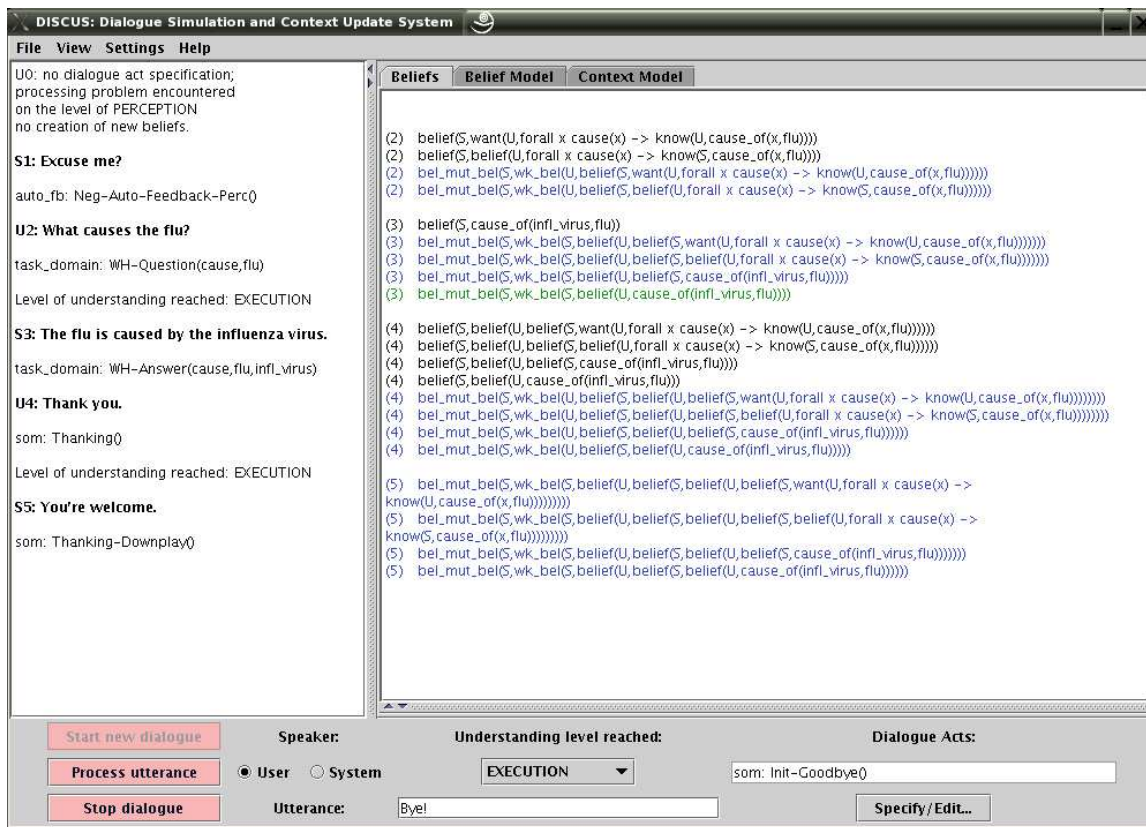 DISCUS: Dialogue Simulation and Context Update System
File View Settings Help
U0: no dialogue act specification;
processing problem encountered
on the level of PERCEPTION
no creation of new beliefs.
S1: Excuse me?
auto_fb: Neg-Auto-Feedback-Perc()
U2: What causes the flu?
task_domain: WH-Question(cause,flu)
Level of understanding reached: EXECUTION
S3: The flu is caused by the influenza virus.
task_domain: WH-Answer(cause,flu,infl_virus)
U4: Thank you.
som: Thanking()
Level of understanding reached: EXECUTION
S5: You're welcome.
som: Thanking-Downplay()
Beliefs Belief Model Context Model
(2) belief(S,want(U,forall x cause(x) -> know(U,cause_of(x,flu))))
(2) belief(S,belief(U,forall x cause(x) -> know(S,cause_of(x,flu))))
(2) bel_mut_bel(S,wk_bel(U,belief(S,want(U,forall x cause(x) -> know(U,cause_of(x,flu))))))
(2) bel_mut_bel(S,wk_bel(U,belief(S,belief(U,forall x cause(x) -> know(S,cause_of(x,flu))))))
(3) belief(S,cause_of(infl_virus,flu))
(3) bel_mut_bel(S,wk_bel(S,belief(U,belief(S,want(U,forall x cause(x) -> know(U,cause_of(x,flu)))))))
(3) bel_mut_bel(S,wk_bel(S,belief(U,belief(S,belief(U,forall x cause(x) -> know(S,cause_of(x,flu)))))))
(3) bel_mut_bel(S,wk_bel(S,belief(U,belief(S,cause_of(infl_virus,flu)))))
(3) bel_mut_bel(S,wk_bel(S,belief(U,cause_of(infl_virus,flu))))
(4) belief(S,belief(U,belief(S,want(U,forall x cause(x) -> know(U,cause_of(x,flu))))))
(4) belief(S,belief(U,belief(S,belief(U,forall x cause(x) -> know(S,cause_of(x,flu))))))
(4) belief(S,belief(U,belief(S,cause_of(infl_virus,flu))))
(4) belief(S,belief(U,cause_of(infl_virus,flu)))
(4) bel_mut_bel(S,wk_bel(U,belief(S,belief(U,belief(S,want(U,forall x cause(x) -> know(U,cause_of(x,flu))))))))
(4) bel_mut_bel(S,wk_bel(U,belief(S,belief(U,belief(S,belief(U,forall x cause(x) -> know(S,cause_of(x,flu))))))))
(4) bel_mut_bel(S,wk_bel(U,belief(S,belief(U,belief(S,cause_of(infl_virus,flu))))))
(4) bel_mut_bel(S,wk_bel(U,belief(S,belief(U,cause_of(infl_virus,flu)))))
(5) bel_mut_bel(S,wk_bel(S,belief(U,belief(S,belief(U,belief(S,want(U,forall x cause(x) ->
know(U,cause_of(x,flu)))))))))
(5) bel_mut_bel(S,wk_bel(S,belief(U,belief(S,belief(U,belief(S,belief(U,forall x cause(x) ->
know(S,cause_of(x,flu)))))))))
(5) bel_mut_bel(S,wk_bel(S,belief(U,belief(S,belief(U,belief(S,cause_of(infl_virus,flu)))))))
(5) bel_mut_bel(S,wk_bel(S,belief(U,belief(S,belief(U,cause_of(infl_virus,flu))))))
Start new dialogue Speaker: Understanding level reached: Dialogue Acts:
Process utterance User System EXECUTION som: Init-Goodbye()
Stop dialogue Utterance: Bye! Specify/Edit...